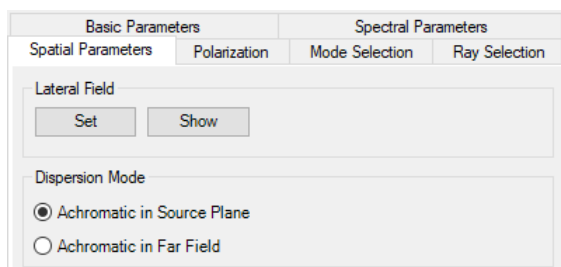 Basic Parameters Spectral Parameters
Spatial Parameters Polarization Mode Selection Ray Selection
Lateral Field
Set Show
Dispersion Mode
Achromatic in Source Plane
Achromatic in Far Field